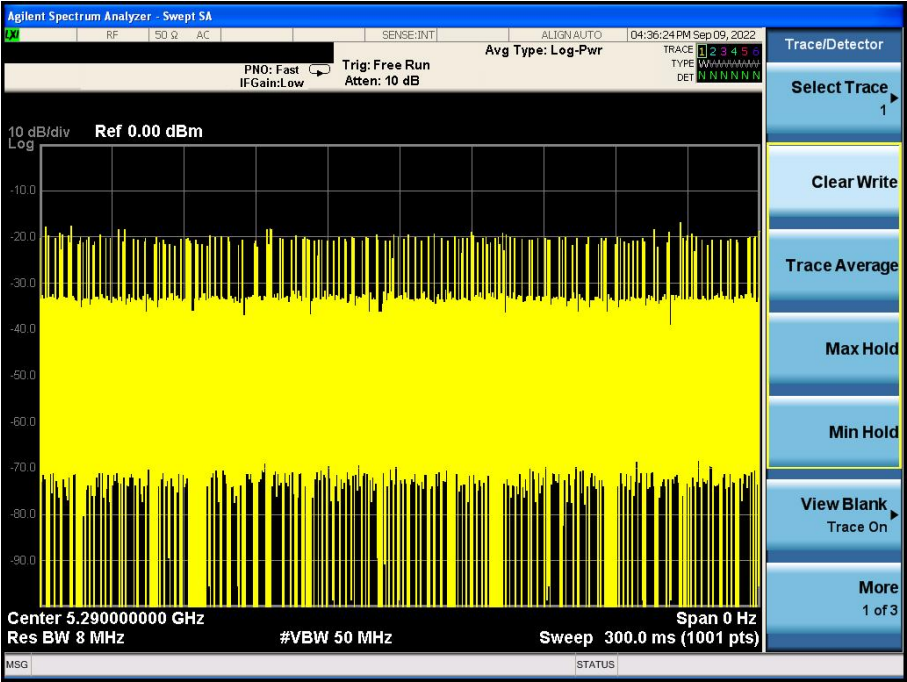 Agilent Spectrum Analyzer - Swept SA
LXI RF 50 Ω AC SENSE:INT ALIGNAUTO 04:36:24 PM Sep 09, 2022
Avg Type: Log-Pwr TRACE 1 2 3 4 5 6
TYPE WWWWWW
PNO: Fast Trig: Free Run DET N N N N N N
IFGain:Low Atten: 10 dB
10 dB/div Ref 0.00 dBm
Log
-10.0
-20.0
-30.0
-40.0
-50.0
-60.0
-70.0
-80.0
-90.0
Center 5.290000000 GHz Span 0 Hz
Res BW 8 MHz #VBW 50 MHz Sweep 300.0 ms (1001 pts)
MSG STATUS
Trace/Detector
Select Trace
1
Clear Write
Trace Average
Max Hold
Min Hold
View Blank
Trace On
More
1 of 3